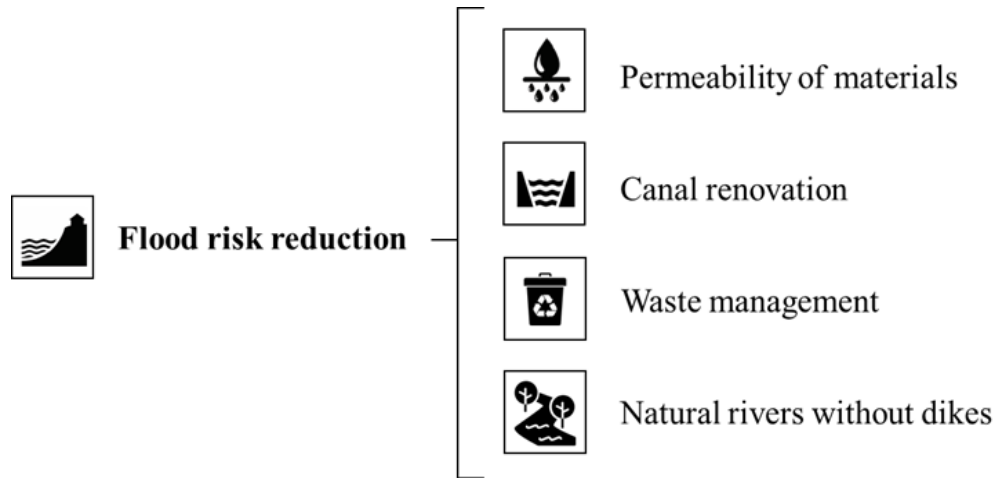 Flood risk reduction
Permeability of materials
Canal renovation
Waste management
Natural rivers without dikes